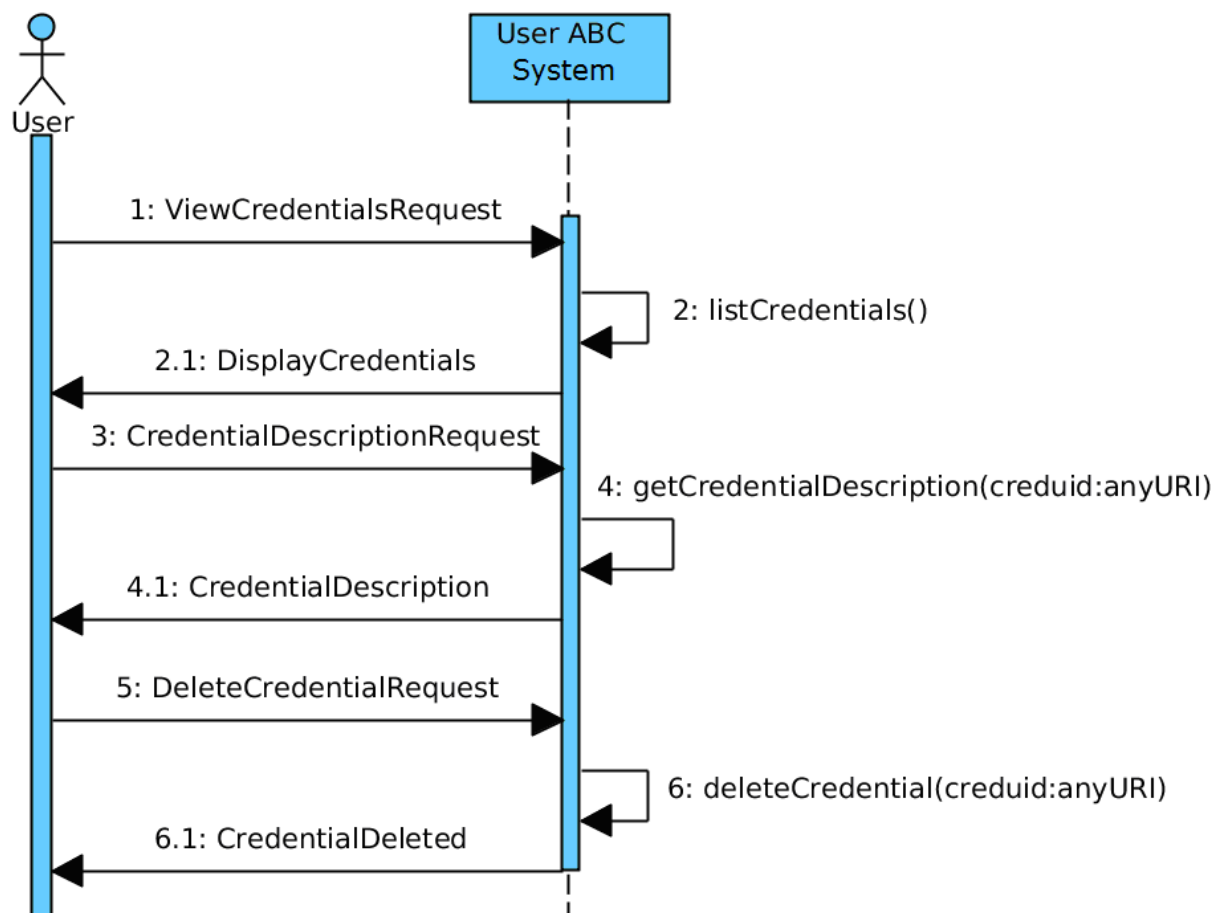 User
User ABC
System
1: ViewCredentialsRequest
2: listCredentials()
2.1: DisplayCredentials
3: CredentialDescriptionRequest
4: getCredentialDescription(creduid:anyURI)
4.1: CredentialDescription
5: DeleteCredentialRequest
6: deleteCredential(creduid:anyURI)
6.1: CredentialDeleted